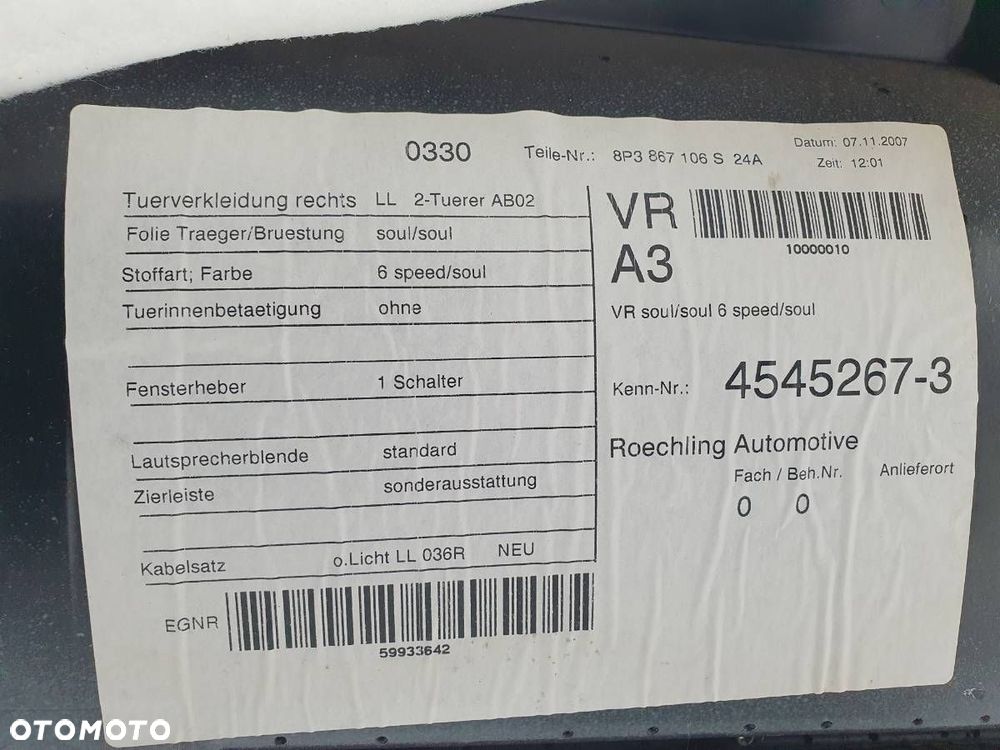 0330 Teile-Nr.: 8P3 867 106 S 24A
Datum: 07.11.2007
Zeit: 12:01
Tuerverkleidung rechts LL 2-Tuerer AB02
Folie Traeger/Bruestung soul/soul
Stoffart; Farbe 6 speed/soul
Tuerinnenbetaetigung ohne
Fensterheber 1 Schalter
Lautsprecherblende standard
Zierleiste sonderausstattung
Kabelsatz o.Licht LL 036R NEU
EGNR
59933642
VR
A3
10000010
VR soul/soul 6 speed/soul
Kenn-Nr.: 4545267-3
Roechling Automotive
Fach / Beh.Nr. Anlieferort
0 0
OTOMOTO